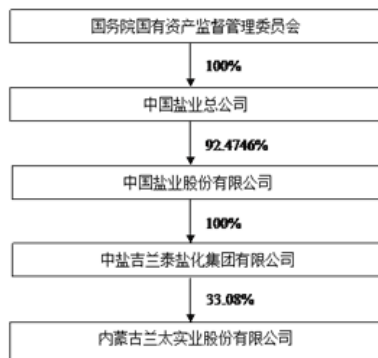 国务院国有资产监督管理委员会
100%
中国盐业总公司
92.4746%
中国盐业股份有限公司
100%
中盐吉兰泰盐化集团有限公司
33.08%
内蒙古兰太实业股份有限公司